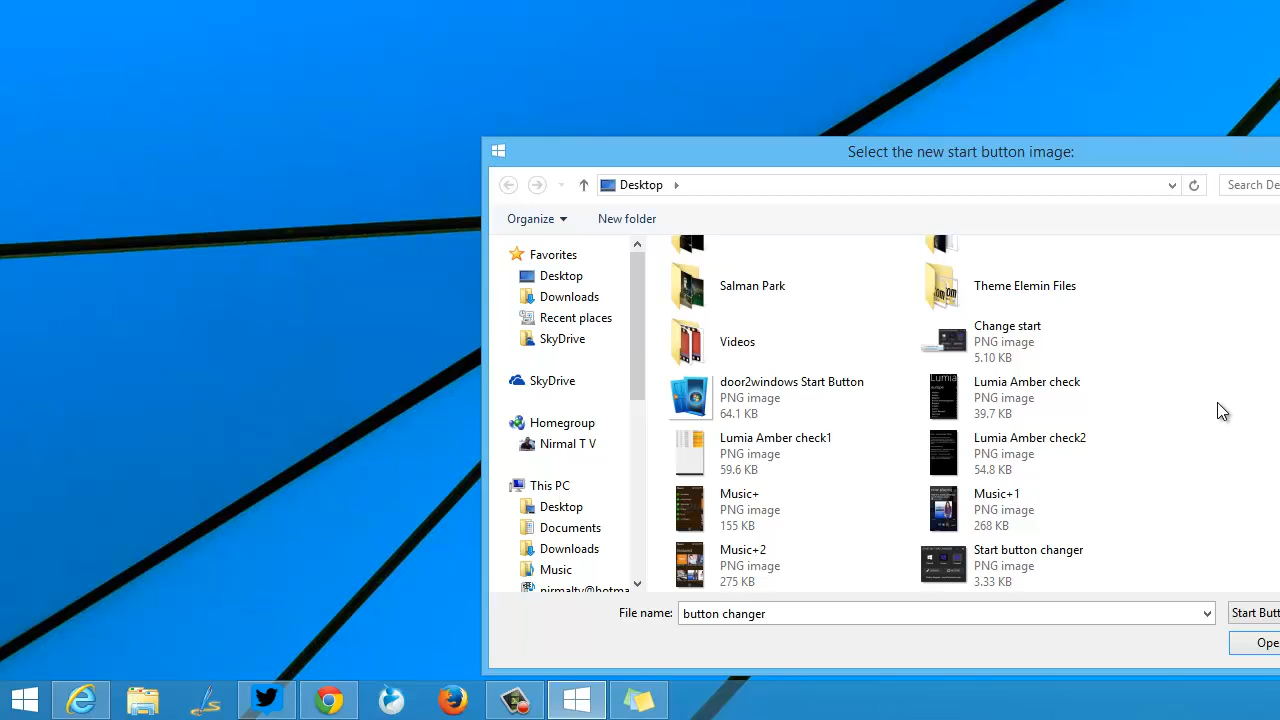 Select the new start button image:
Desktop
Search De
Organize
New folder
Favorites
Desktop
Downloads
Recent places
SkyDrive
SkyDrive
Homegroup
Nirmal T V
This PC
Desktop
Documents
Downloads
Music
Salman Park
Theme Elemin Files
Videos
Change start
PNG image
5.10 KB
door2windows Start Button
PNG image
64.1 KB
Lumia Amber check
PNG image
39.7 KB
Lumia Amber check1
PNG image
59.6 KB
Lumia Amber check2
PNG image
54.8 KB
Music+
PNG image
155 KB
Music+1
PNG image
268 KB
Music+2
PNG image
275 KB
Start button changer
PNG image
3.33 KB
File name:
button changer
Start Butt
Ope